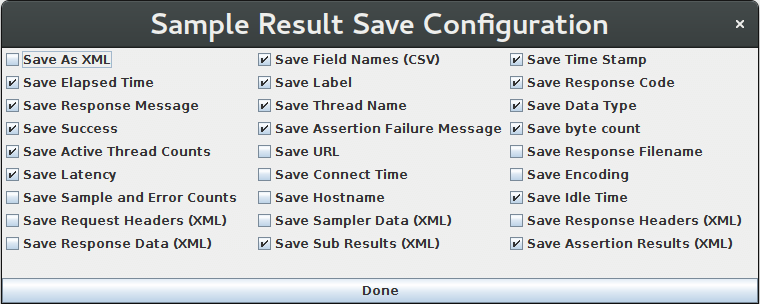 Sample Result Save Configuration ×
Save As XML Save Field Names (CSV) Save Time Stamp
Save Elapsed Time Save Label Save Response Code
Save Response Message Save Thread Name Save Data Type
Save Success Save Assertion Failure Message Save byte count
Save Active Thread Counts Save URL Save Response Filename
Save Latency Save Connect Time Save Encoding
Save Sample and Error Counts Save Hostname Save Idle Time
Save Request Headers (XML) Save Sampler Data (XML) Save Response Headers (XML)
Save Response Data (XML) Save Sub Results (XML) Save Assertion Results (XML)
Done